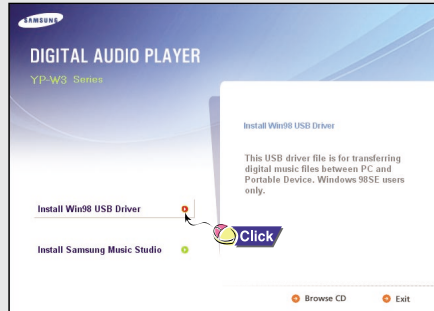 SAMSUNG
DIGITAL AUDIO PLAYER
YP-W3 Series
Install Win98 USB Driver
This USB driver file is for transferring
digital music files between PC and
Portable Device. Windows 98SE users
only.
Install Win98 USB Driver
Click
Install Samsung Music Studio
Browse CD
Exit